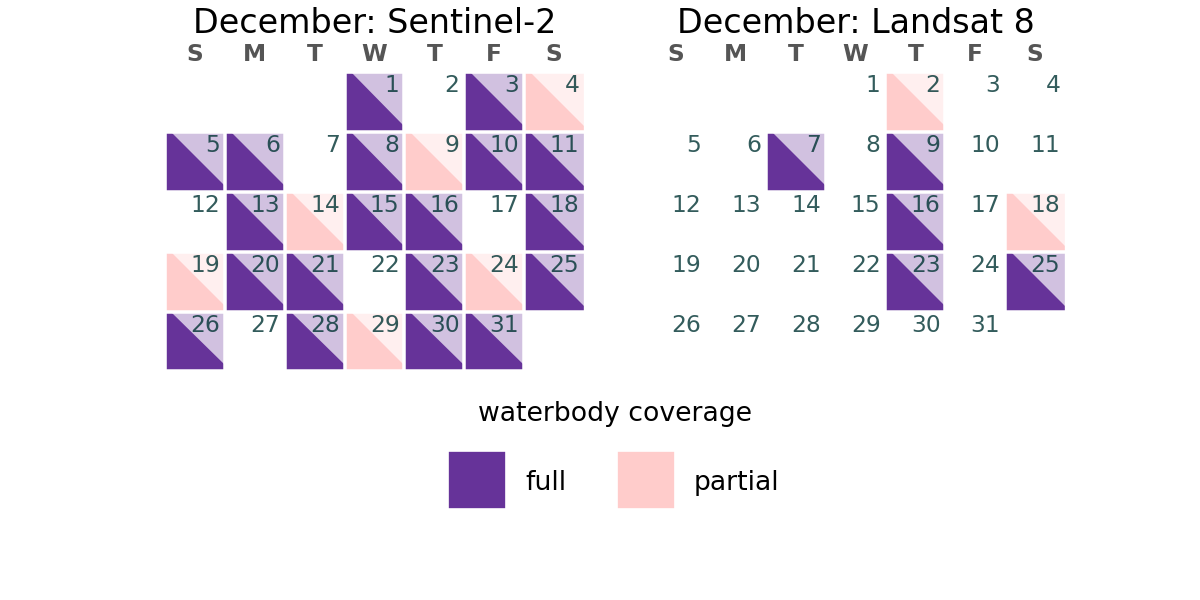 December: Sentinel-2
S M T W T F S
1 2 3 4
5 6 7 8 9 10 11
12 13 14 15 16 17 18
19 20 21 22 23 24 25
26 27 28 29 30 31
December: Landsat 8
S M T W T F S
1 2 3 4
5 6 7 8 9 10 11
12 13 14 15 16 17 18
19 20 21 22 23 24 25
26 27 28 29 30 31
waterbody coverage
full
partial